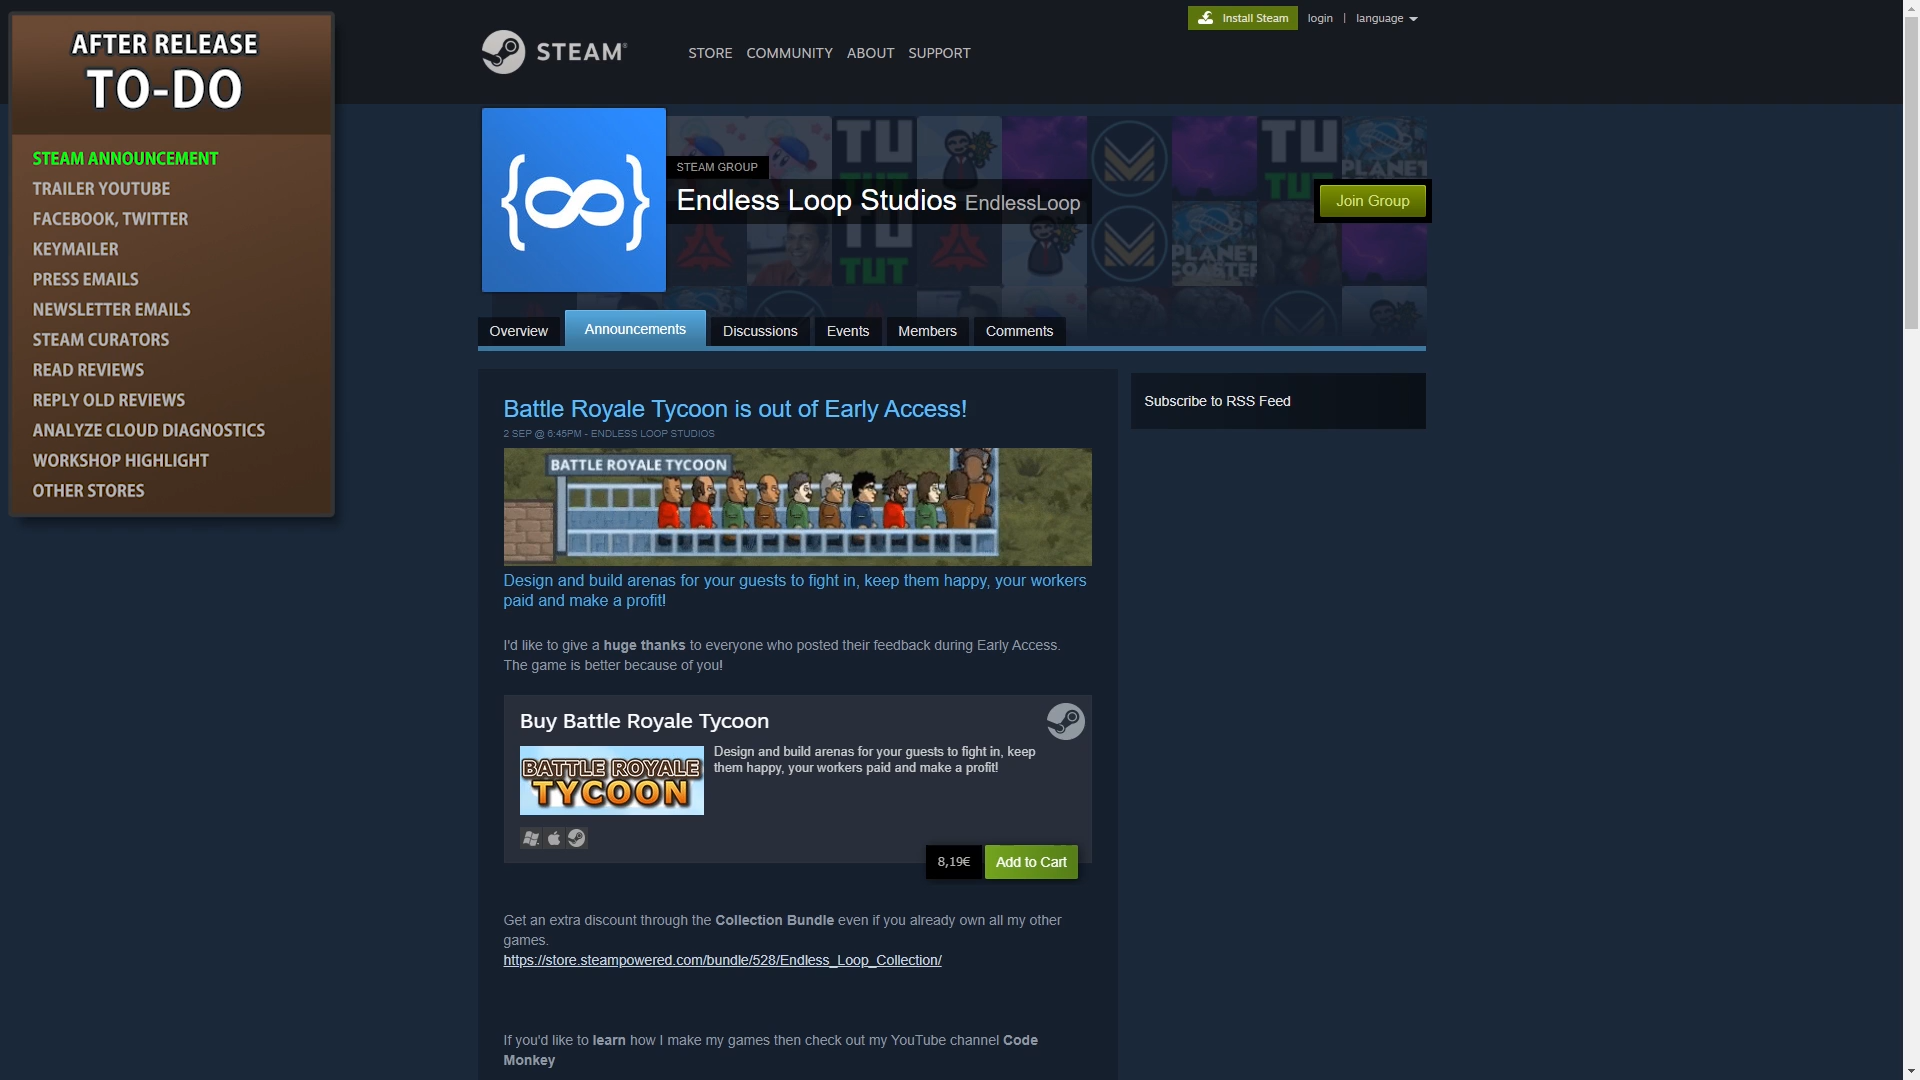 AFTER RELEASE
TO-DO
STEAM ANNOUNCEMENT
TRAILER YOUTUBE
FACEBOOK, TWITTER
KEYMAILER
PRESS EMAILS
NEWSLETTER EMAILS
STEAM CURATORS
READ REVIEWS
REPLY OLD REVIEWS
ANALYZE CLOUD DIAGNOSTICS
WORKSHOP HIGHLIGHT
OTHER STORES
Install Steam login | language
STEAM®
STORE COMMUNITY ABOUT SUPPORT
STEAM GROUP
Endless Loop Studios EndlessLoop
Join Group
TU
TUT
TU
TUT
PLANET
TU
TUT
PLANET
COASTER
Overview Announcements Discussions Events Members Comments
Battle Royale Tycoon is out of Early Access!
2 SEP @ 6:45PM - ENDLESS LOOP STUDIOS
BATTLE ROYALE TYCOON
Design and build arenas for your guests to fight in, keep them happy, your workers
paid and make a profit!
I'd like to give a huge thanks to everyone who posted their feedback during Early Access.
The game is better because of you!
Buy Battle Royale Tycoon
BATTLE ROYALE
TYCOON
Design and build arenas for your guests to fight in, keep
them happy, your workers paid and make a profit!
8,19€ Add to Cart
Get an extra discount through the Collection Bundle even if you already own all my other
games.
https://store.steampowered.com/bundle/528/Endless_Loop_Collection/
If you'd like to learn how I make my games then check out my YouTube channel Code
Monkey
Subscribe to RSS Feed